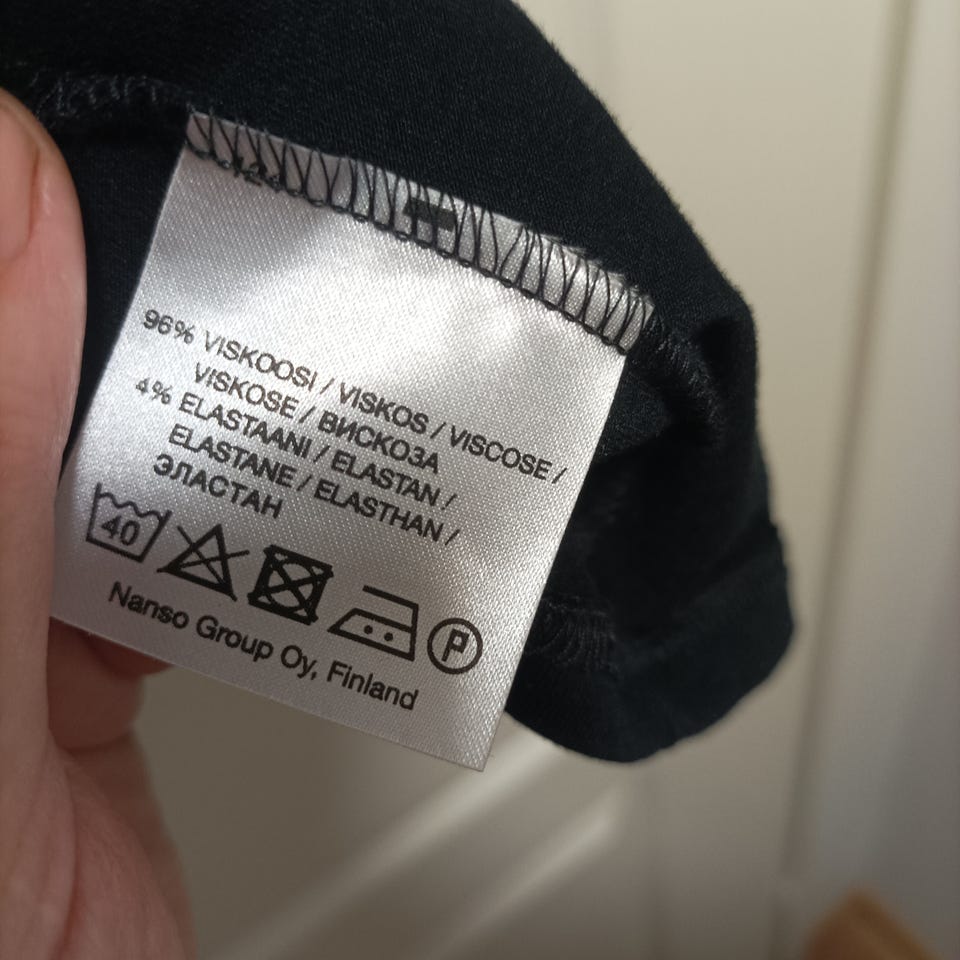 96% VISKOOSI / VISKOS / VISCOSE /
VISKOSE / ВИСКОЗА
4% ELASTAANI / ELASTAN /
ELASTANE / ELASTHAN /
ЭЛАСТАН
40
P
Nanso Group Oy, Finland